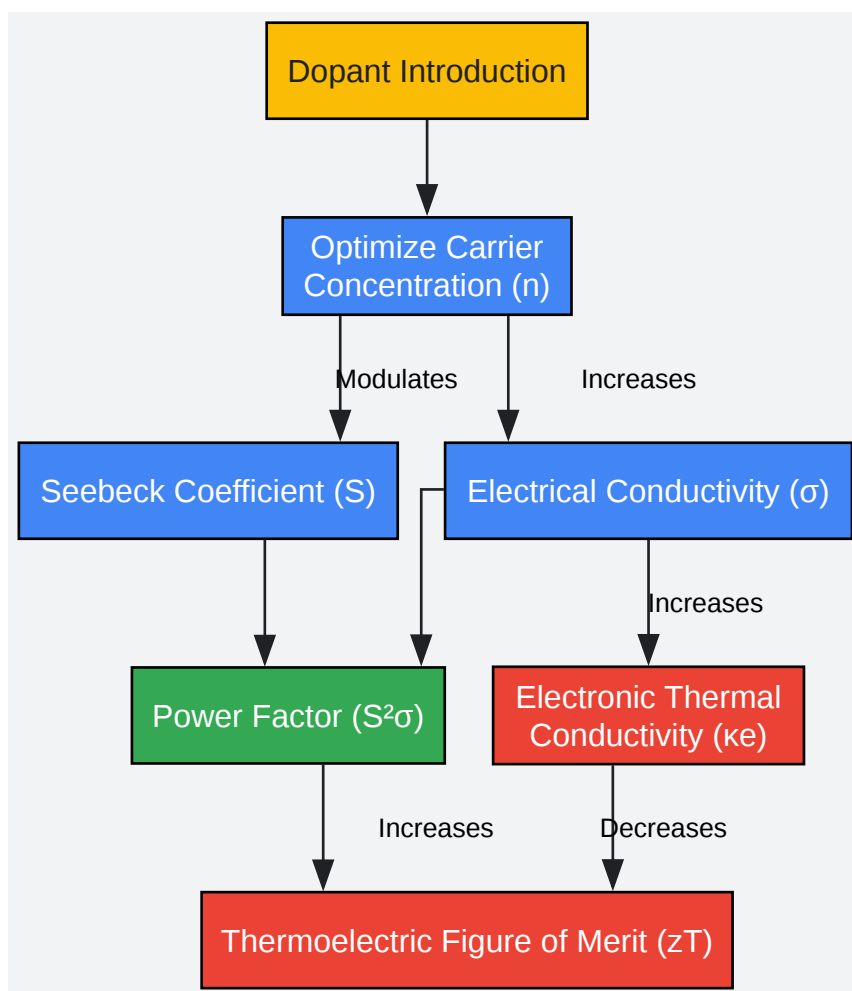 Dopant Introduction
Optimize Carrier
Concentration (n)
Modulates
Increases
Seebeck Coefficient (S)
Electrical Conductivity (σ)
Increases
Power Factor (S²σ)
Electronic Thermal
Conductivity (κe)
Increases
Decreases
Thermoelectric Figure of Merit (zT)